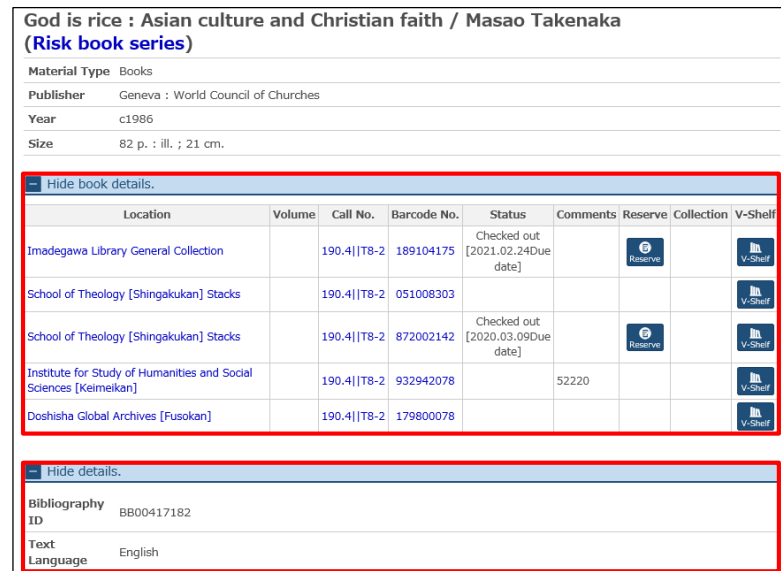 God is rice : Asian culture and Christian faith / Masao Takenaka
(Risk book series)
Material Type Books
Publisher Geneva : World Council of Churches
Year c1986
Size 82 p. : ill. ; 21 cm.
− Hide book details.
Location Volume Call No. Barcode No. Status Comments Reserve Collection V-Shelf
Imadegawa Library General Collection 190.4||T8-2 189104175 Checked out [2021.02.24Due date] Reserve V-Shelf
School of Theology [Shingakukan] Stacks 190.4||T8-2 051008303 V-Shelf
School of Theology [Shingakukan] Stacks 190.4||T8-2 872002142 Checked out [2020.03.09Due date] Reserve V-Shelf
Institute for Study of Humanities and Social Sciences [Keimeikan] 190.4||T8-2 932942078 52220 V-Shelf
Doshisha Global Archives [Fusokan] 190.4||T8-2 179800078 V-Shelf
− Hide details.
Bibliography ID BB00417182
Text Language English